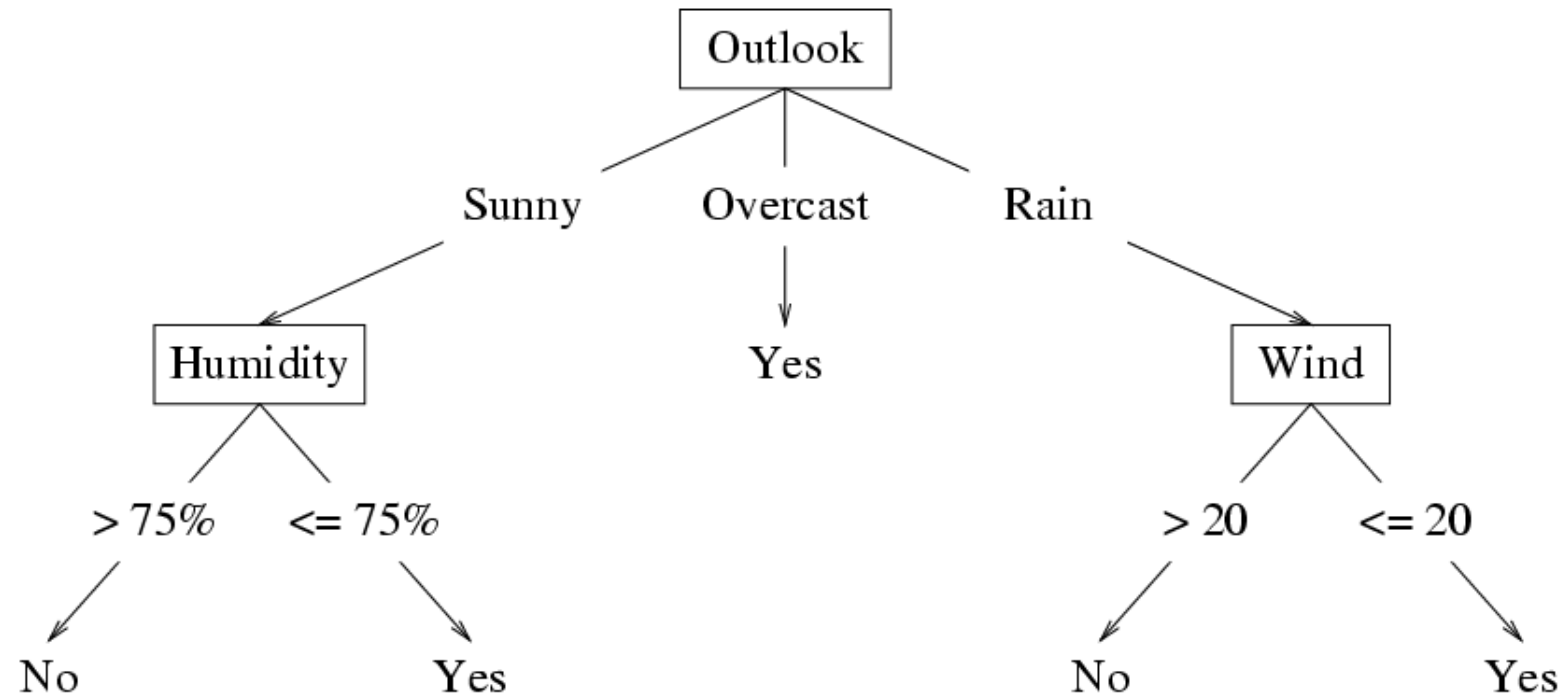 Outlook
Sunny Overcast Rain
Humidity Yes Wind
> 75% <= 75% > 20 <= 20
No Yes No Yes